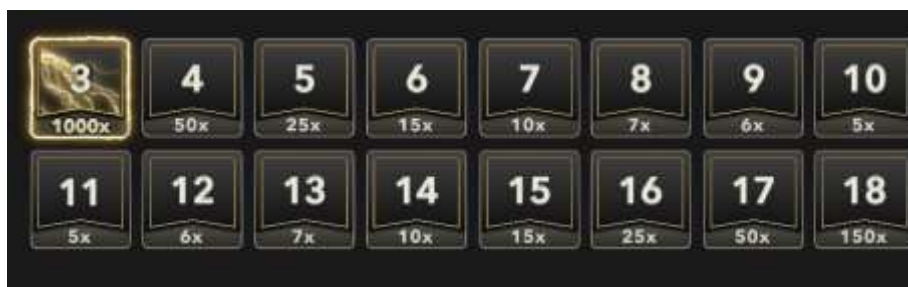 3 4 5 6 7 8 9 10
1000x 50x 25x 15x 10x 7x 6x 5x
11 12 13 14 15 16 17 18
5x 6x 7x 10x 15x 25x 50x 150x